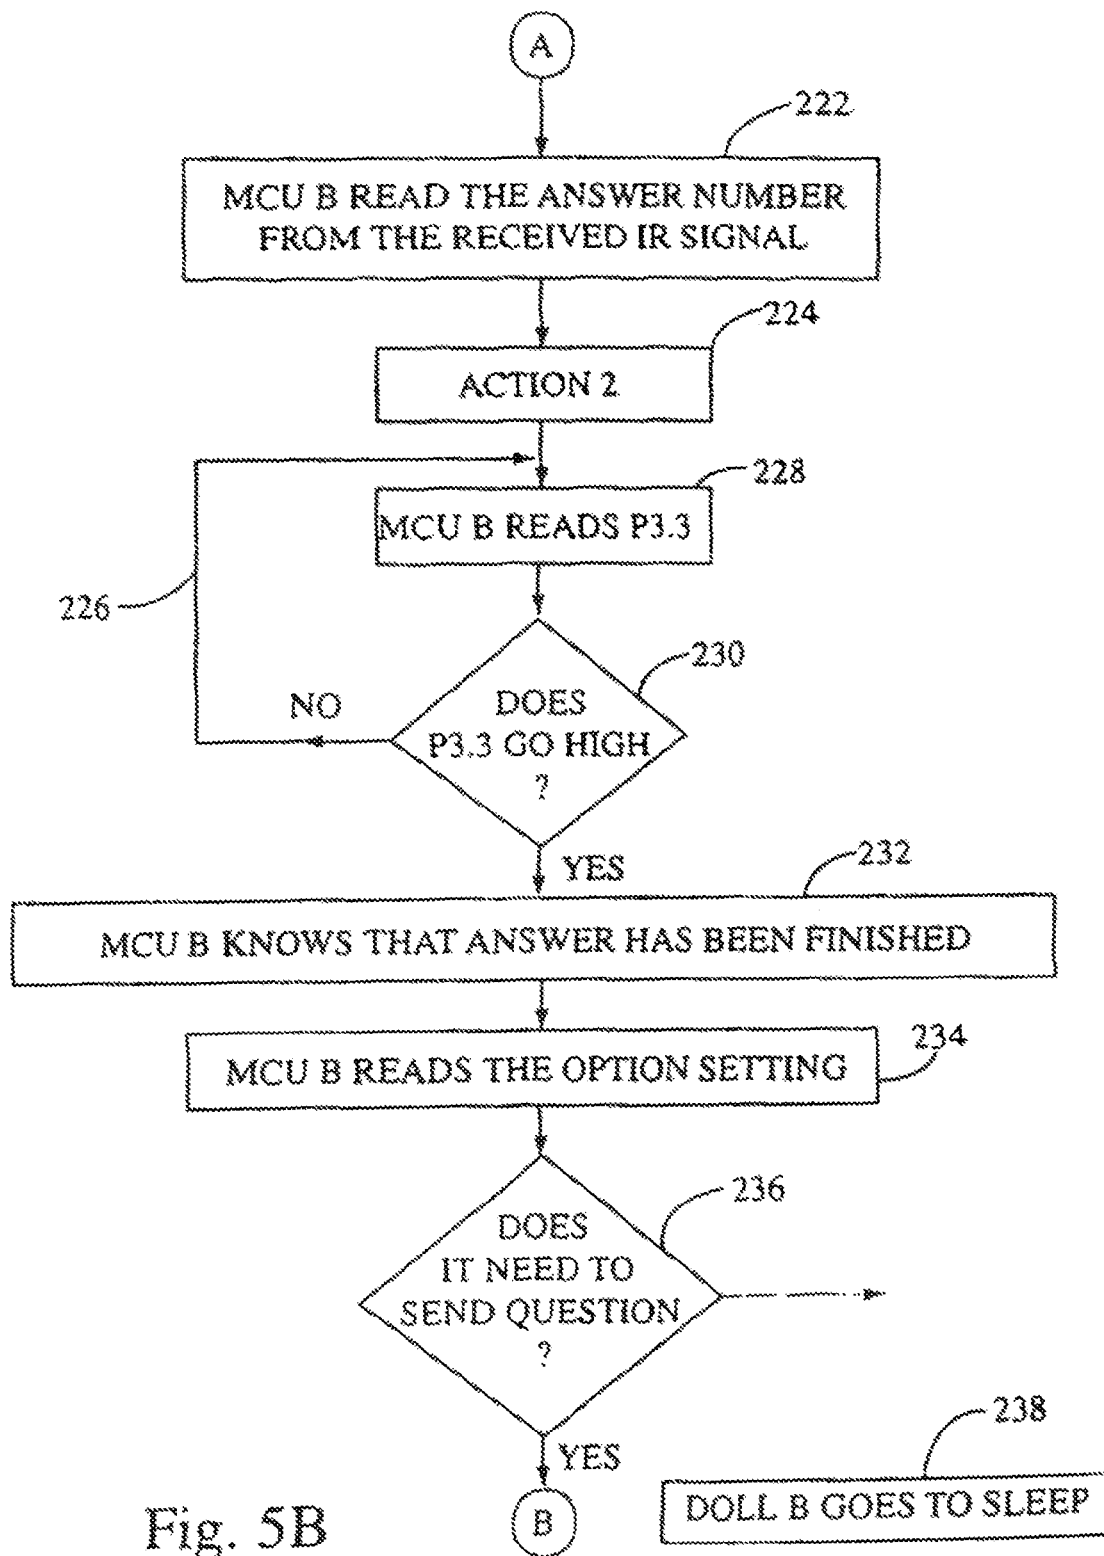 A
222
MCU B READ THE ANSWER NUMBER
FROM THE RECEIVED IR SIGNAL
224
ACTION 2
228
MCU B READS P3.3
226
230
NO
DOES
P3.3 GO HIGH
?
YES
232
MCU B KNOWS THAT ANSWER HAS BEEN FINISHED
234
MCU B READS THE OPTION SETTING
236
DOES
IT NEED TO
SEND QUESTION
?
YES
238
B
DOLL B GOES TO SLEEP
Fig. 5B